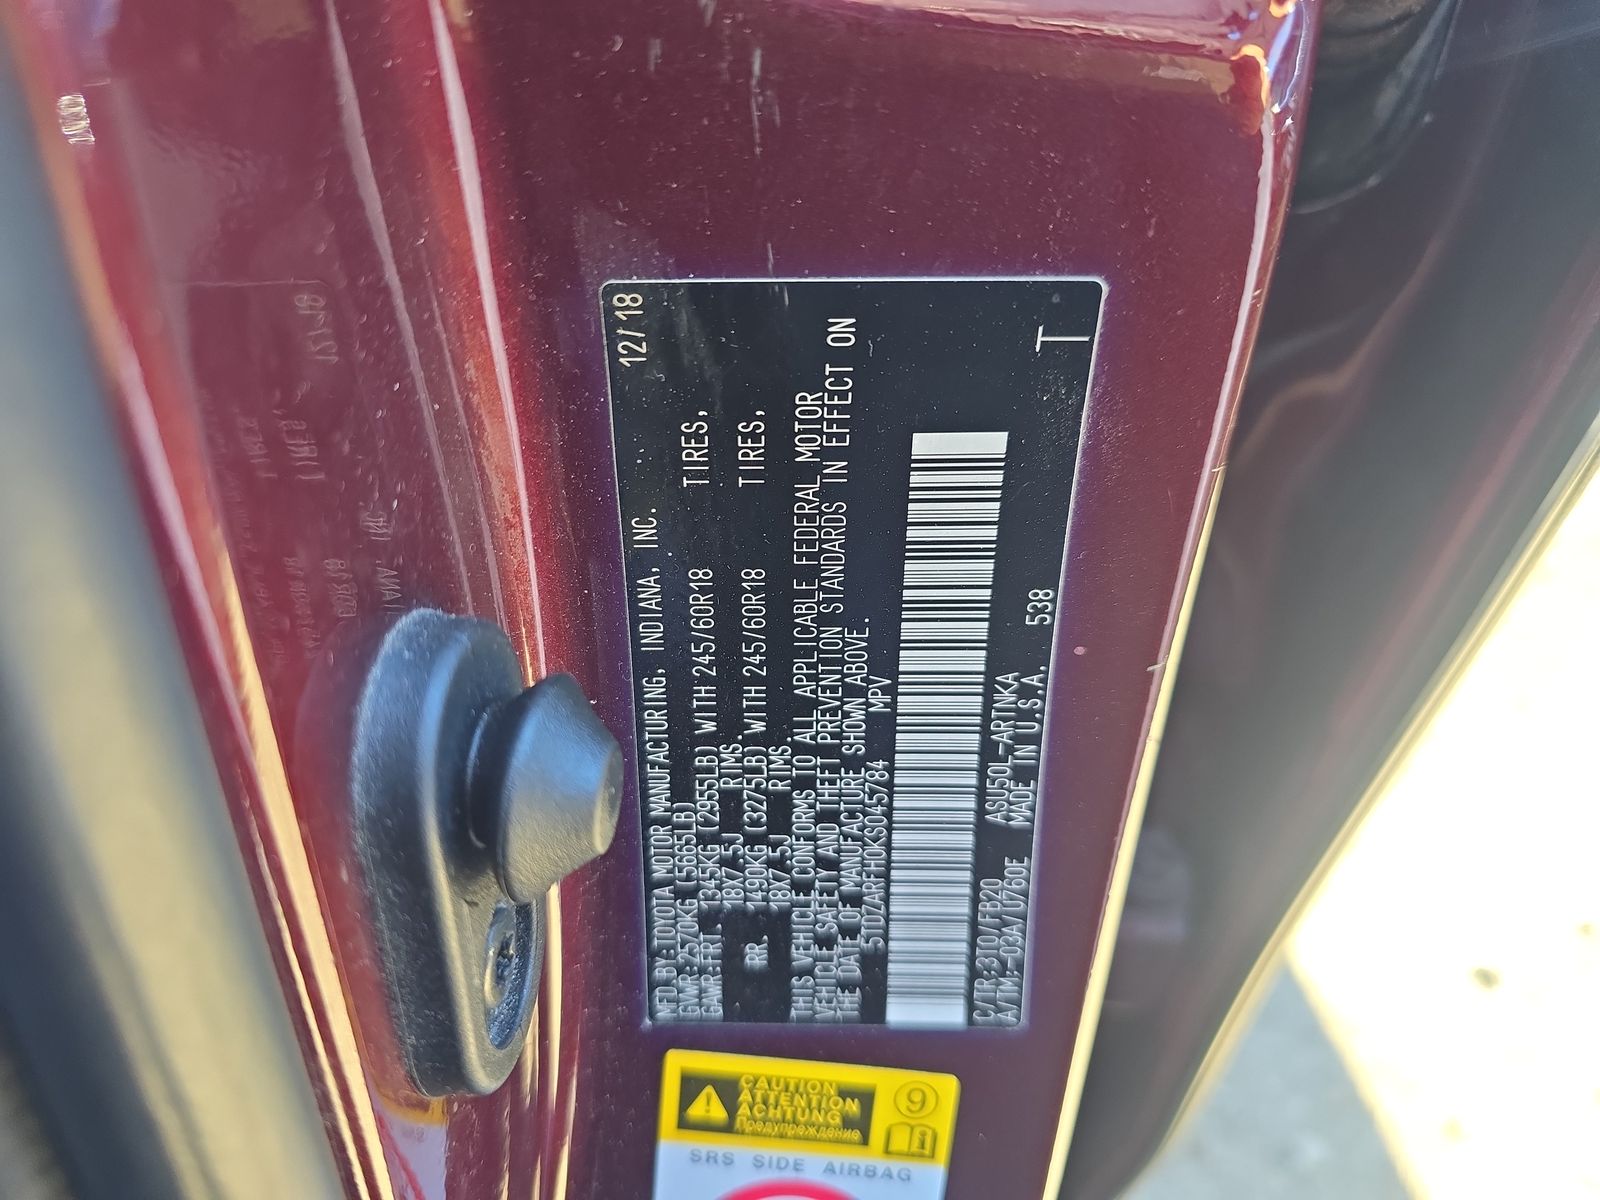 MFD BY:TOYOTA MOTOR MANUFACTURING, INDIANA, INC. 12/18
GVWR:2570KG (5665LB)
GAWR:FRT. 1345KG (2955LB) WITH 245/60R18 TIRES,
18X7.5J RIMS.
RR. 1490KG (3275LB) WITH 245/60R18 TIRES,
18X7.5J RIMS.
THIS VEHICLE CONFORMS TO ALL APPLICABLE FEDERAL MOTOR
VEHICLE SAFETY AND THEFT PREVENTION STANDARDS IN EFFECT ON
THE DATE OF MANUFACTURE SHOWN ABOVE.
5TDZARFH0KS045784 MPV
C/TR:3T0/FB20 ASU50L-ARTNKA
A/TM:-03A/U760E MADE IN U.S.A. 538
T
CAUTION
ATTENTION
ACHTUNG
Предупреждение
9
i
SRS SIDE AIRBAG